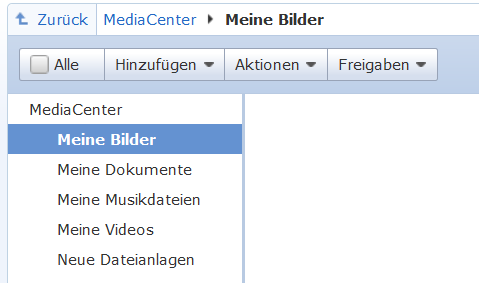 Zurück MediaCenter Meine Bilder
Alle Hinzufügen Aktionen Freigaben
MediaCenter
Meine Bilder
Meine Dokumente
Meine Musikdateien
Meine Videos
Neue Dateianlagen